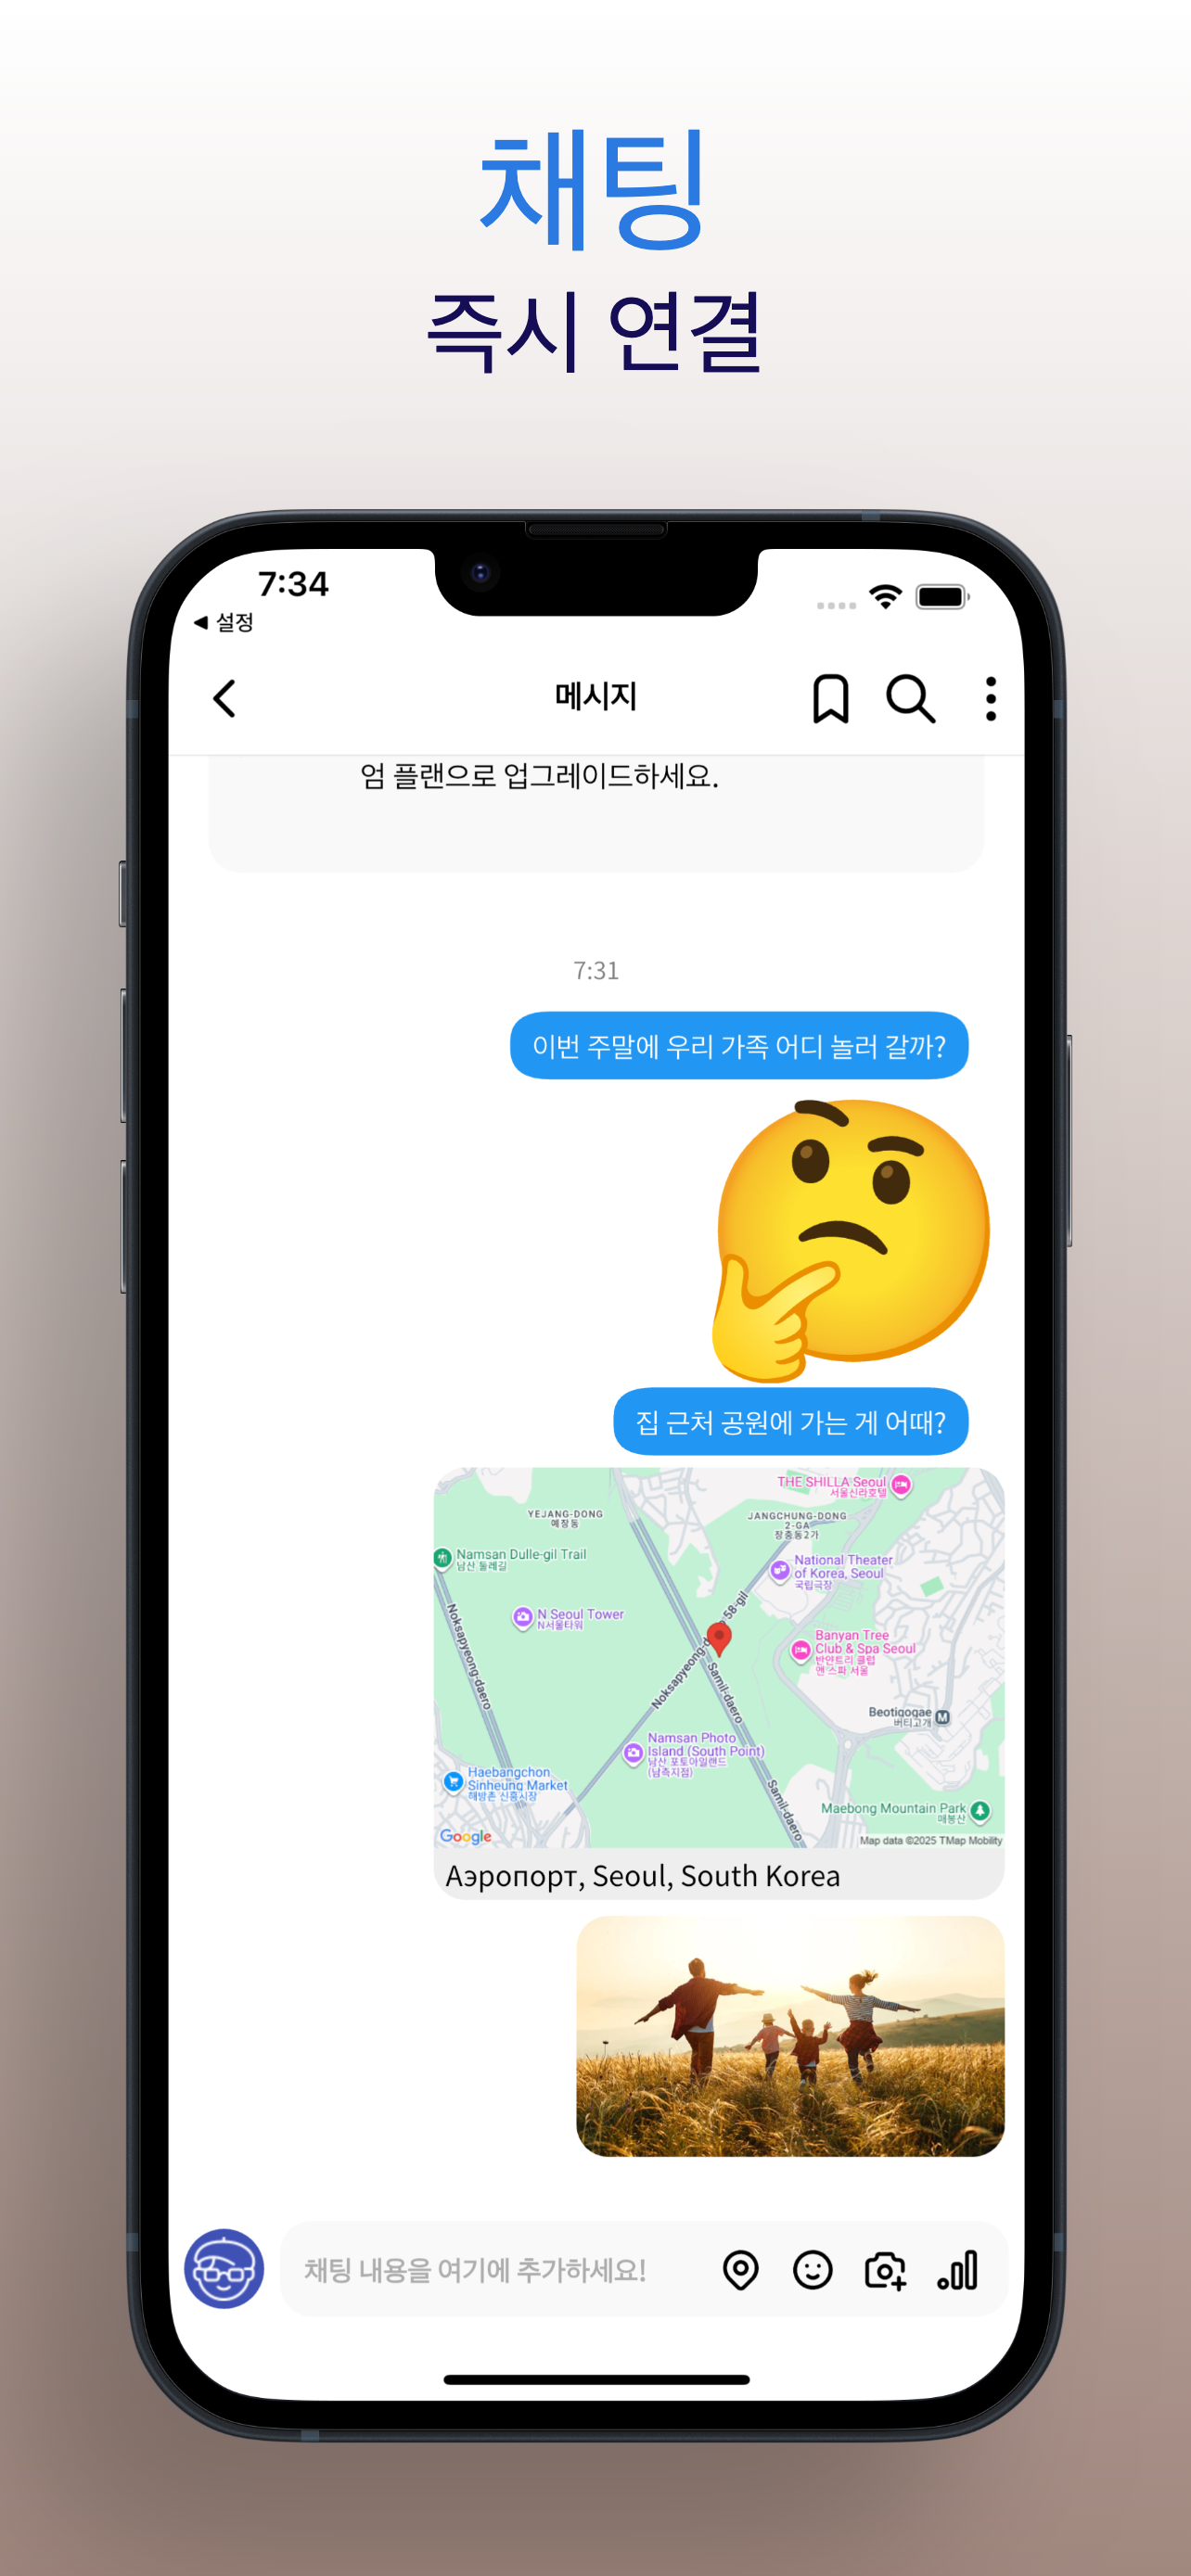 채팅
즉시 연결
7:34
◀ 설정
메시지
엄 플랜으로 업그레이드하세요.
7:31
이번 주말에 우리 가족 어디 놀러 갈까?
집 근처 공원에 가는 게 어때?
THE SHILLA Seoul
서울신라호텔
YEJANG-DONG
예장동
JANGCHUNG-DONG
2-GA
장충동2가
Namsan Dulle-gil Trail
남산 둘레길
National Theater
of Korea, Seoul
국립극장
N Seoul Tower
N서울타워
Noksapyeong-daero
Noksapyeong-d
58-gil
Samil-daero
Banyan Tree
Club & Spa Seoul
반얀트리 클럽
앤 스파 서울
Beotigogae
버티고개
M
Namsan Photo
Island (South Point)
남산 포토아일랜드
(남측지점)
Haebangchon
Sinheung Market
해방촌 신흥시장
Samil-daero
Maebong Mountain Park
매봉산
Google
Map data ©2025 TMap Mobility
Аэропорт, Seoul, South Korea
채팅 내용을 여기에 추가하세요!